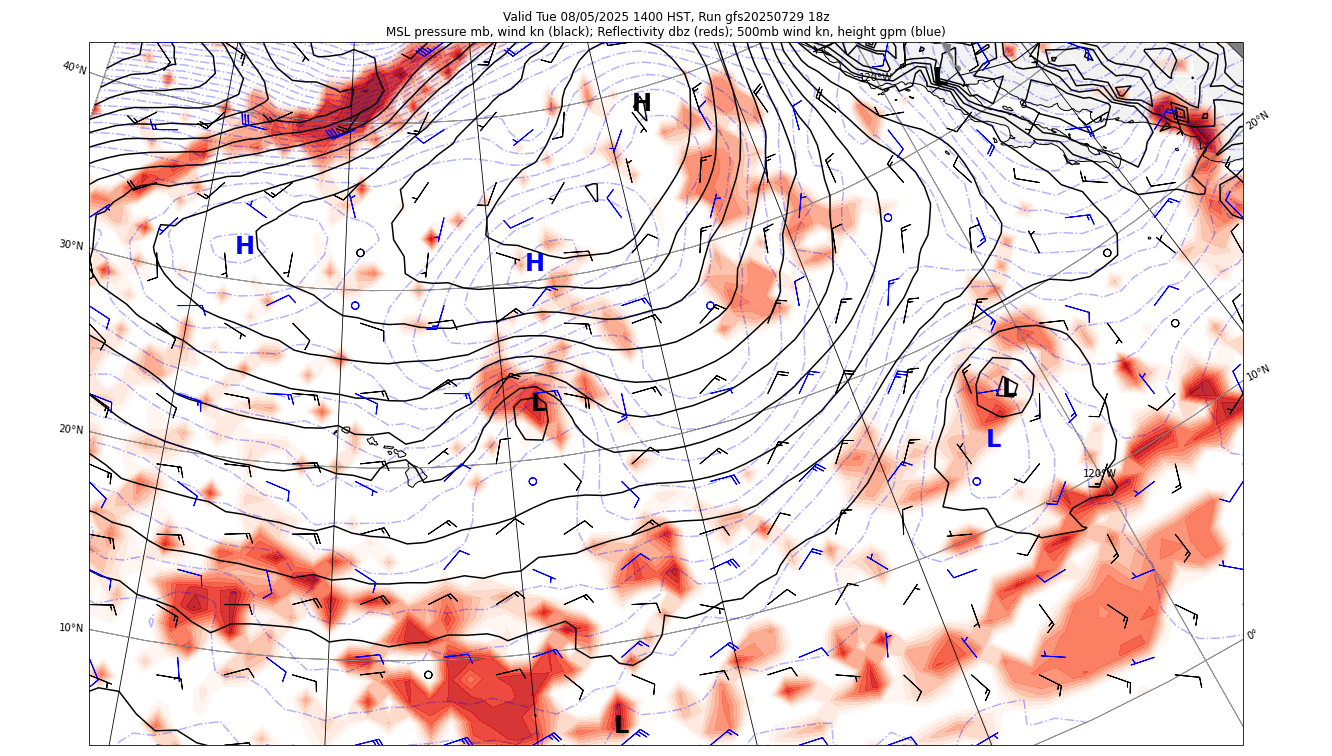 Valid Tue 08/05/2025 1400 HST, Run gfs20250729 18z
MSL pressure mb, wind kn (black); Reflectivity dbz (reds); 500mb wind kn, height gpm (blue)
40°N
120°W
L
H
20°N
H
30°N
H
10°N
L
L
20°N
L
120°W
10°N
0°
L